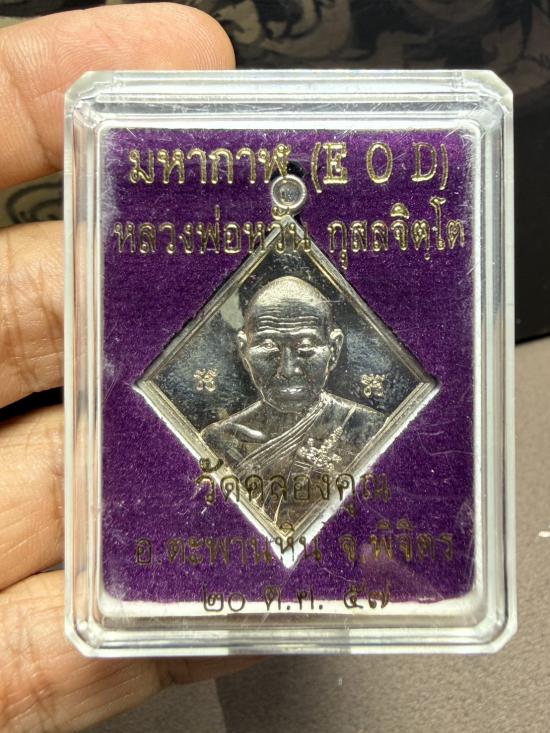 มหากาฬ (E O D)
หลวงพ่อหวั่น กุสลจิตฺโต
วัดคลองคูณ
อ.ตะพานหิน จ.พิจิตร
๒๐ ต.ค. ๕๗